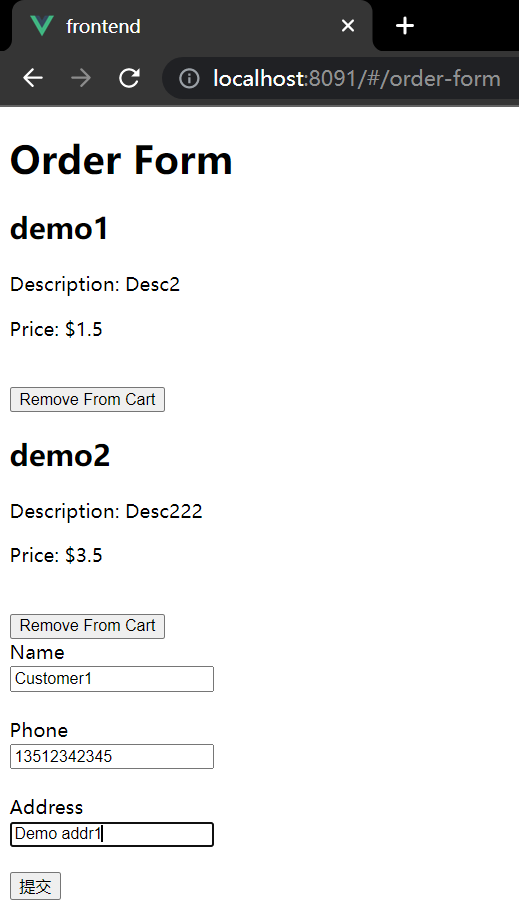 frontend
localhost:8091/#/order-form
Order Form
demo1
Description: Desc2
Price: $1.5
Remove From Cart
demo2
Description: Desc222
Price: $3.5
Remove From Cart
Name
Customer1
Phone
13512342345
Address
Demo addr1
提交